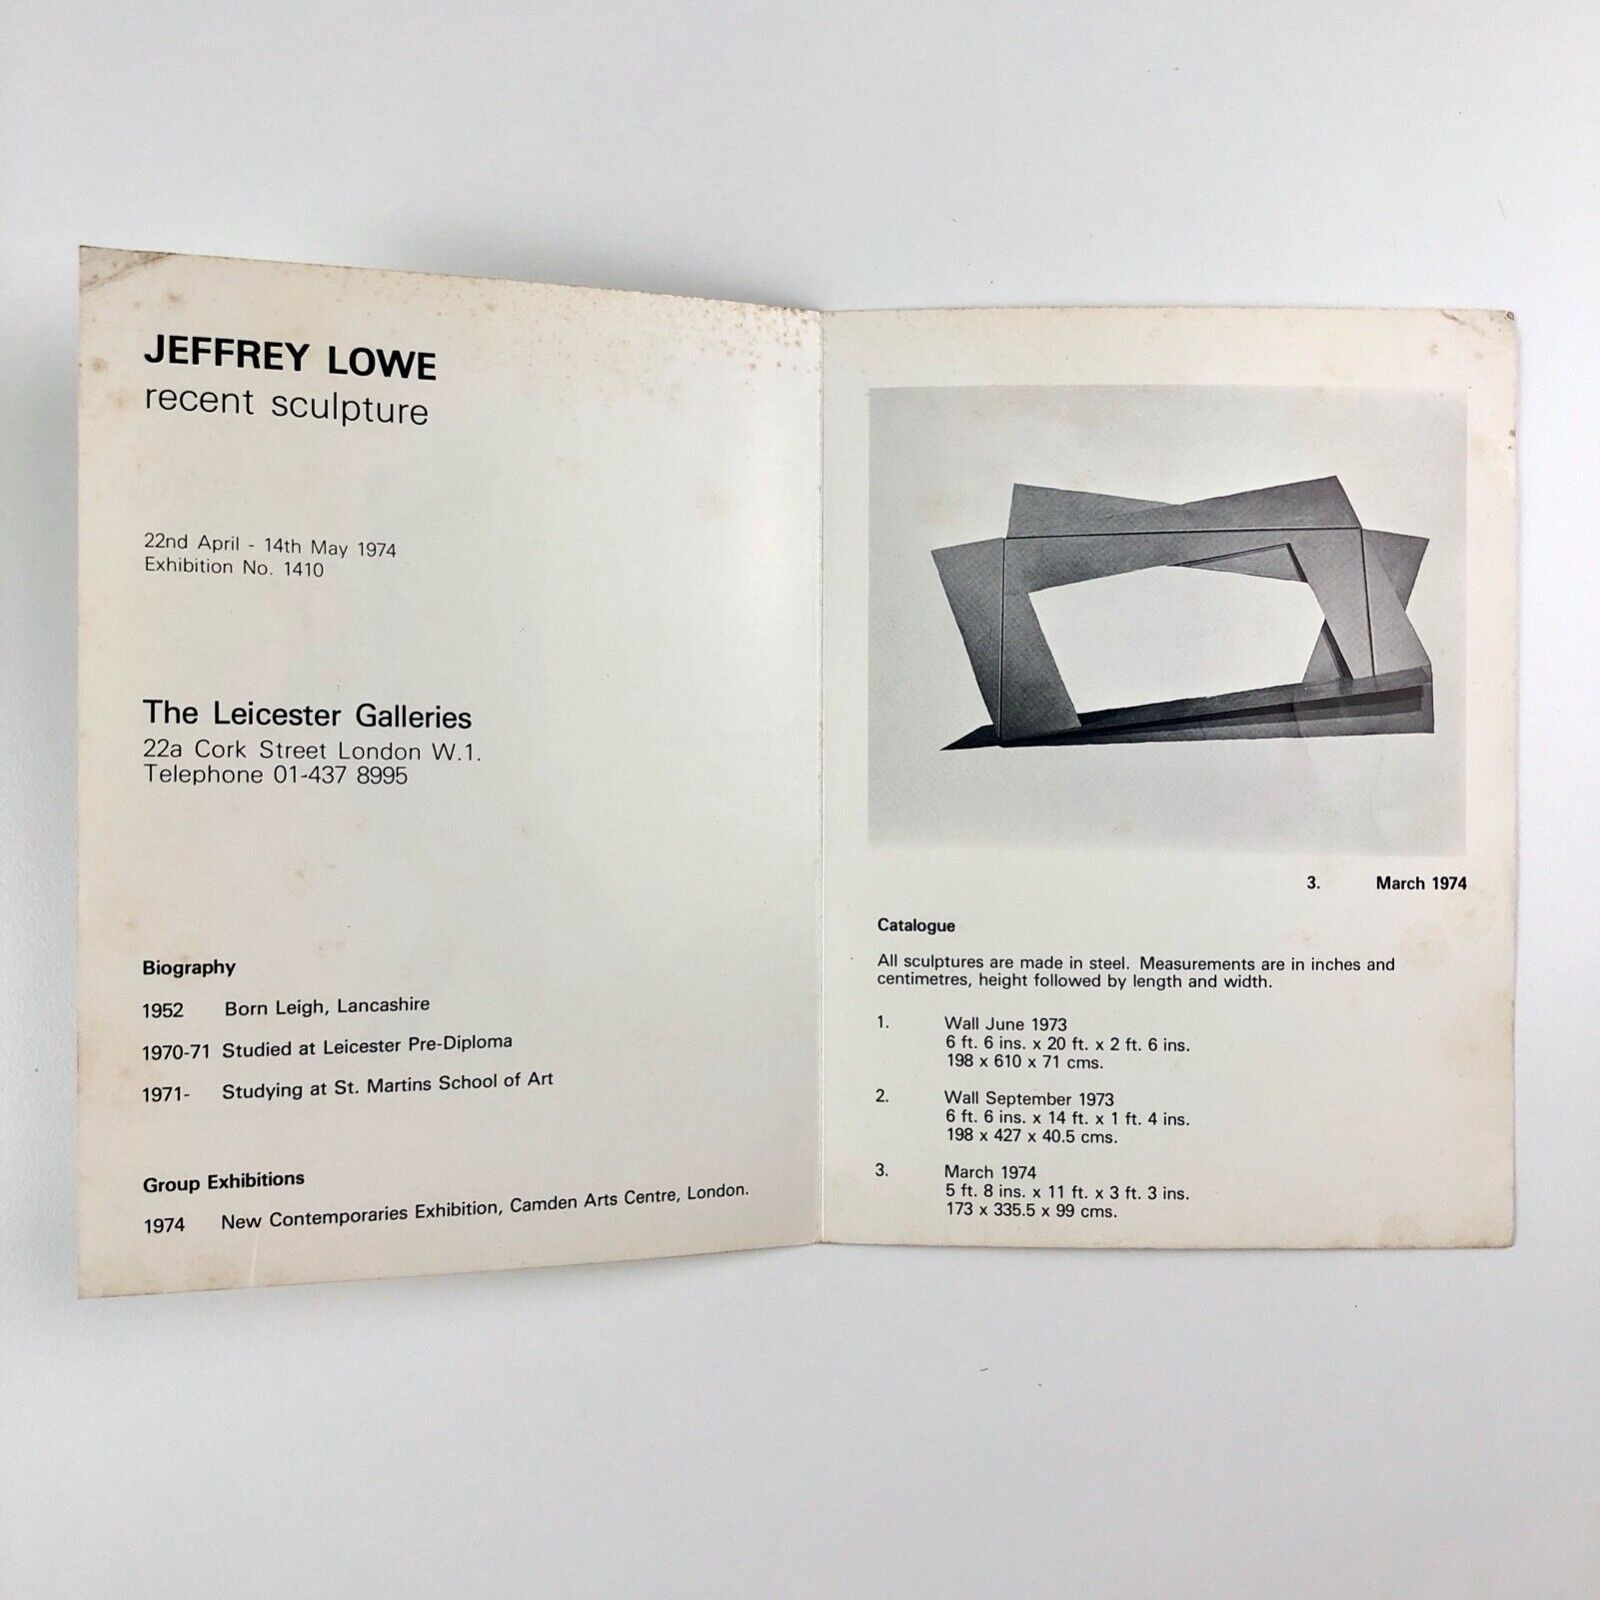 JEFFREY LOWE
recent sculpture
22nd April - 14th May 1974
Exhibition No. 1410
The Leicester Galleries
22a Cork Street London W.1.
Telephone 01-437 8995
Biography
1952 Born Leigh, Lancashire
1970-71 Studied at Leicester Pre-Diploma
1971- Studying at St. Martins School of Art
Group Exhibitions
1974 New Contemporaries Exhibition, Camden Arts Centre, London.
3. March 1974
Catalogue
All sculptures are made in steel. Measurements are in inches and
centimetres, height followed by length and width.
1. Wall June 1973
6 ft. 6 ins. x 20 ft. x 2 ft. 6 ins.
198 x 610 x 71 cms.
2. Wall September 1973
6 ft. 6 ins. x 14 ft. x 1 ft. 4 ins.
198 x 427 x 40.5 cms.
3. March 1974
5 ft. 8 ins. x 11 ft. x 3 ft. 3 ins.
173 x 335.5 x 99 cms.